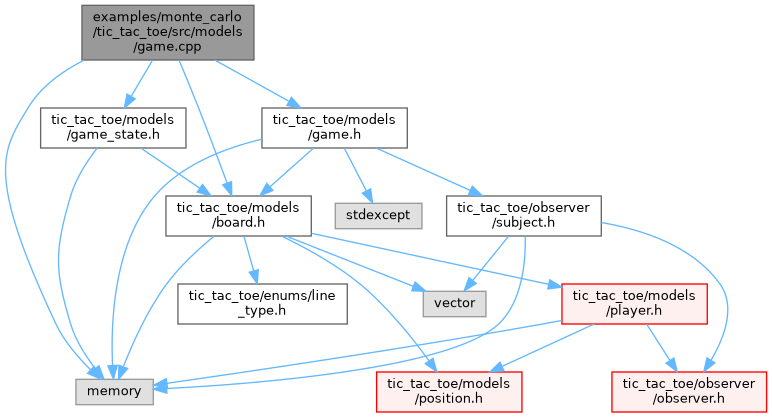 examples/monte_carlo
/tic_tac_toe/src/models
/game.cpp
tic_tac_toe/models
/game_state.h
tic_tac_toe/models
/game.h
tic_tac_toe/models
/board.h
stdexcept
tic_tac_toe/observer
/subject.h
tic_tac_toe/enums/line
_type.h
vector
tic_tac_toe/models
/player.h
memory
tic_tac_toe/models
/position.h
tic_tac_toe/observer
/observer.h